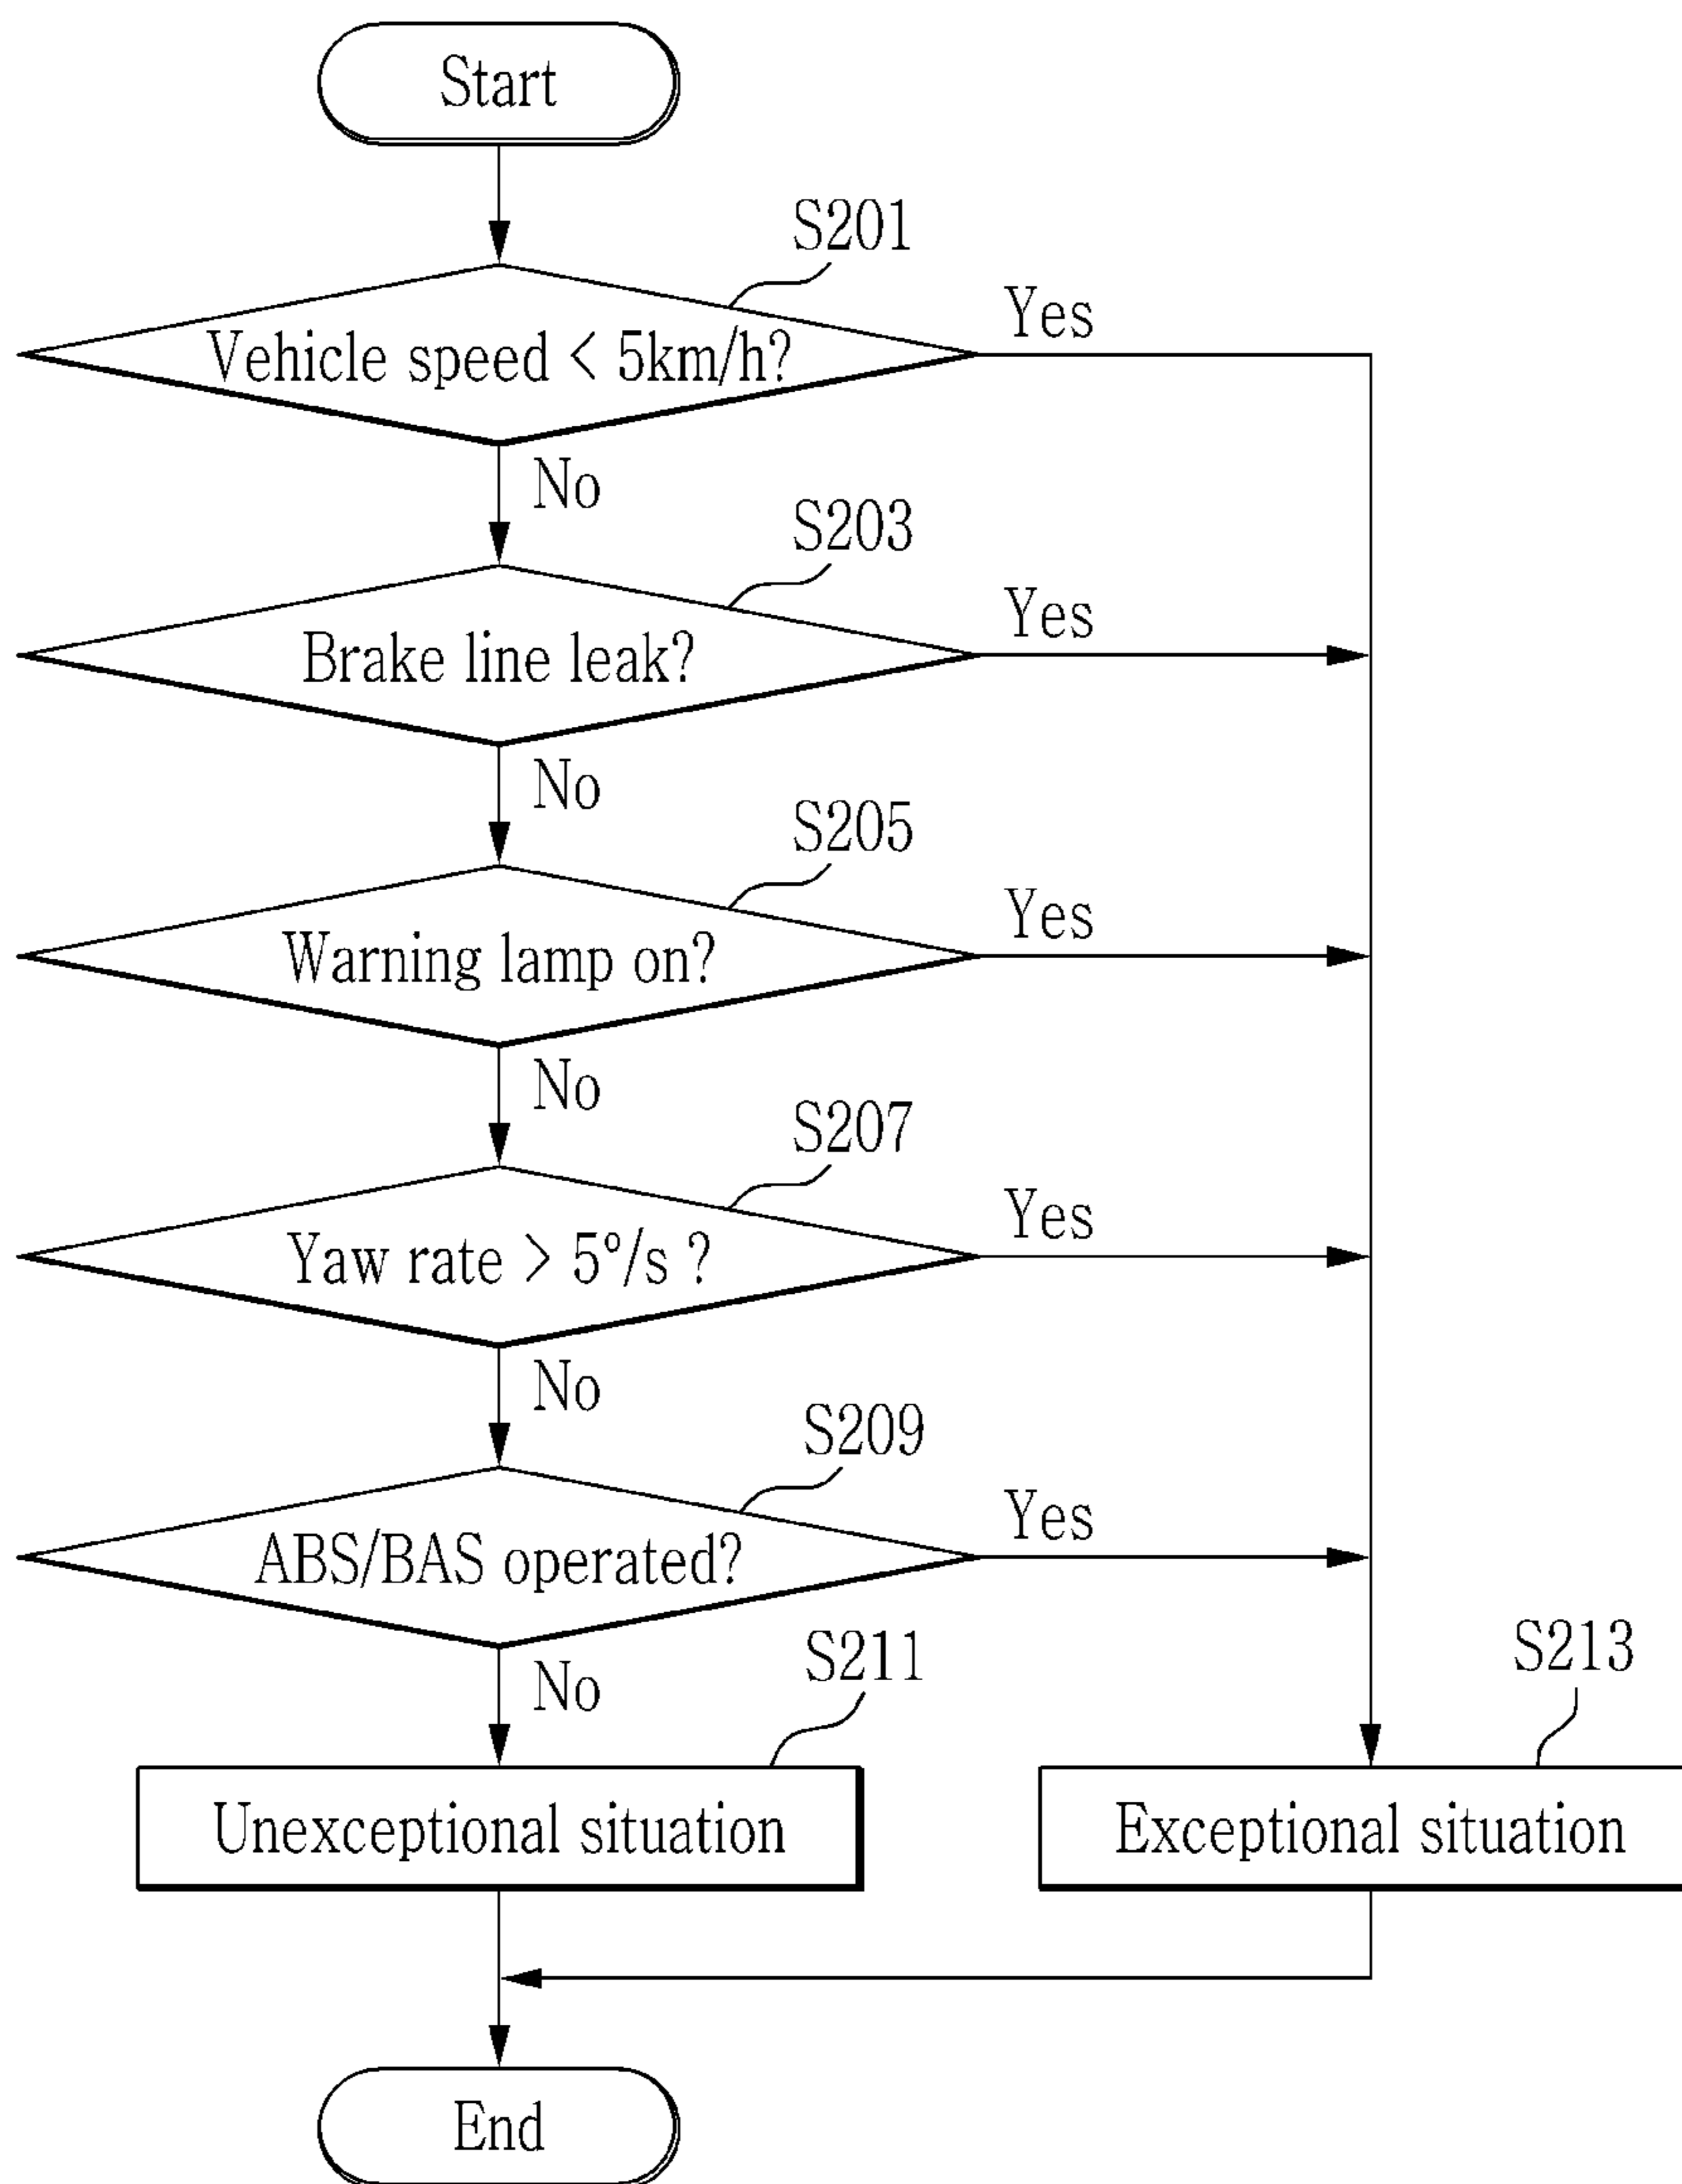 Start
S201
Vehicle speed < 5km/h?
Yes
No
S203
Brake line leak?
Yes
No
S205
Warning lamp on?
Yes
No
S207
Yaw rate > 5°/s ?
Yes
No
S209
ABS/BAS operated?
Yes
No
S211
S213
Unexceptional situation
Exceptional situation
End